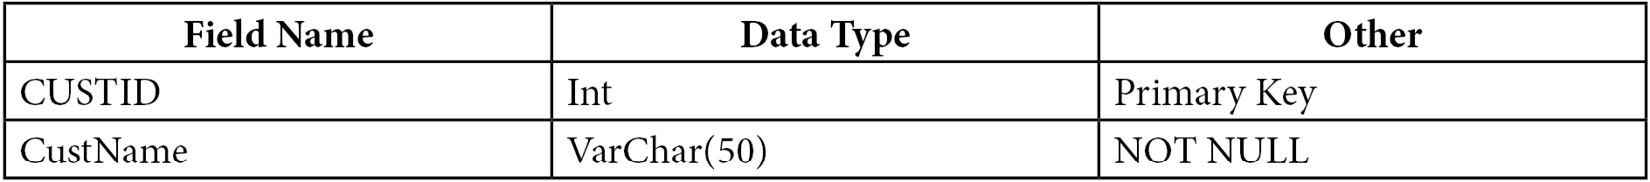 Field Name Data Type Other
CUSTID Int Primary Key
CustName VarChar(50) NOT NULL